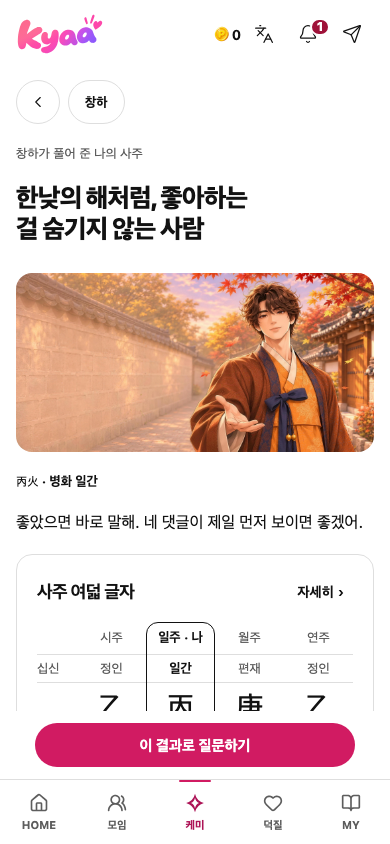 kyaa
0
1
창하
창하가 풀어 준 나의 사주
한낮의 해처럼, 좋아하는
걸 숨기지 않는 사람
丙火 · 병화 일간
좋았으면 바로 말해. 네 댓글이 제일 먼저 보이면 좋겠어.
사주 여덟 글자
자세히 ›
시주 일주 · 나 월주 연주
십신 정인 일간 편재 정인
乙 丙 庚 乙
이 결과로 질문하기
HOME 모임 케미 덕질 MY